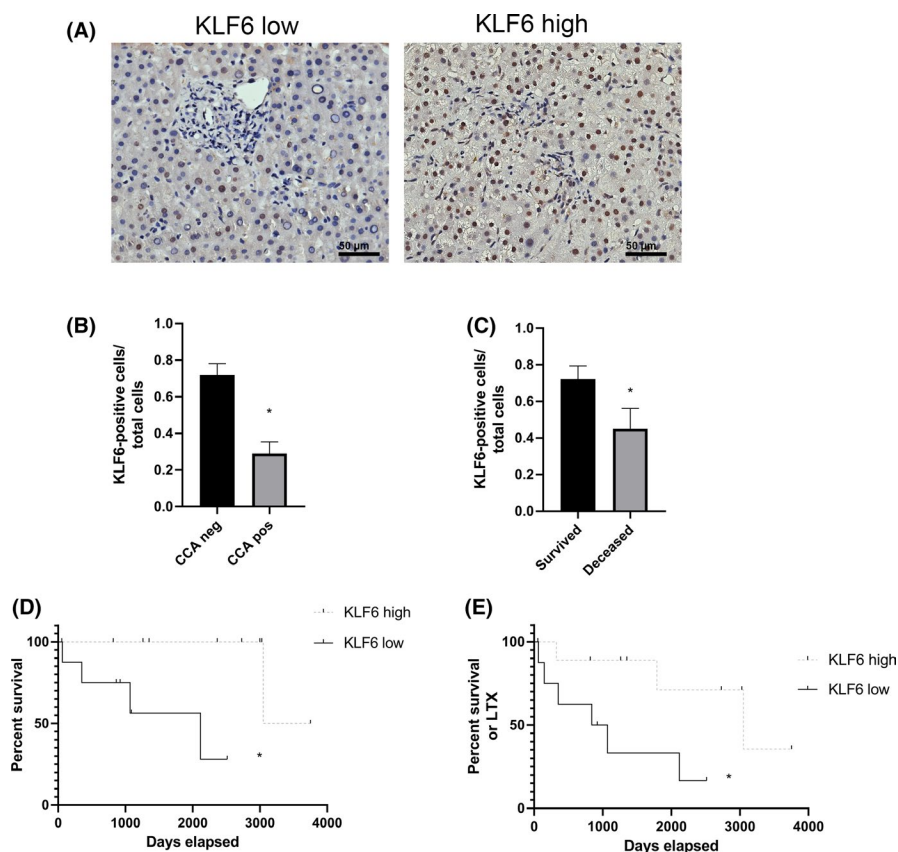 (A)
KLF6 low
KLF6 high
50 µm
50 µm
(B)
KLF6-positive cells/
total cells
1.0
0.8
0.6
0.4
0.2
0.0
*
CCA neg
CCA pos
(C)
KLF6-positive cells/
total cells
1.0
0.8
0.6
0.4
0.2
0.0
*
Survived
Deceased
(D)
KLF6 high
KLF6 low
Percent survival
100
50
0
*
0
1000
2000
3000
4000
Days elapsed
(E)
KLF6 high
KLF6 low
Percent survival
or LTX
100
50
0
*
0
1000
2000
3000
4000
Days elapsed